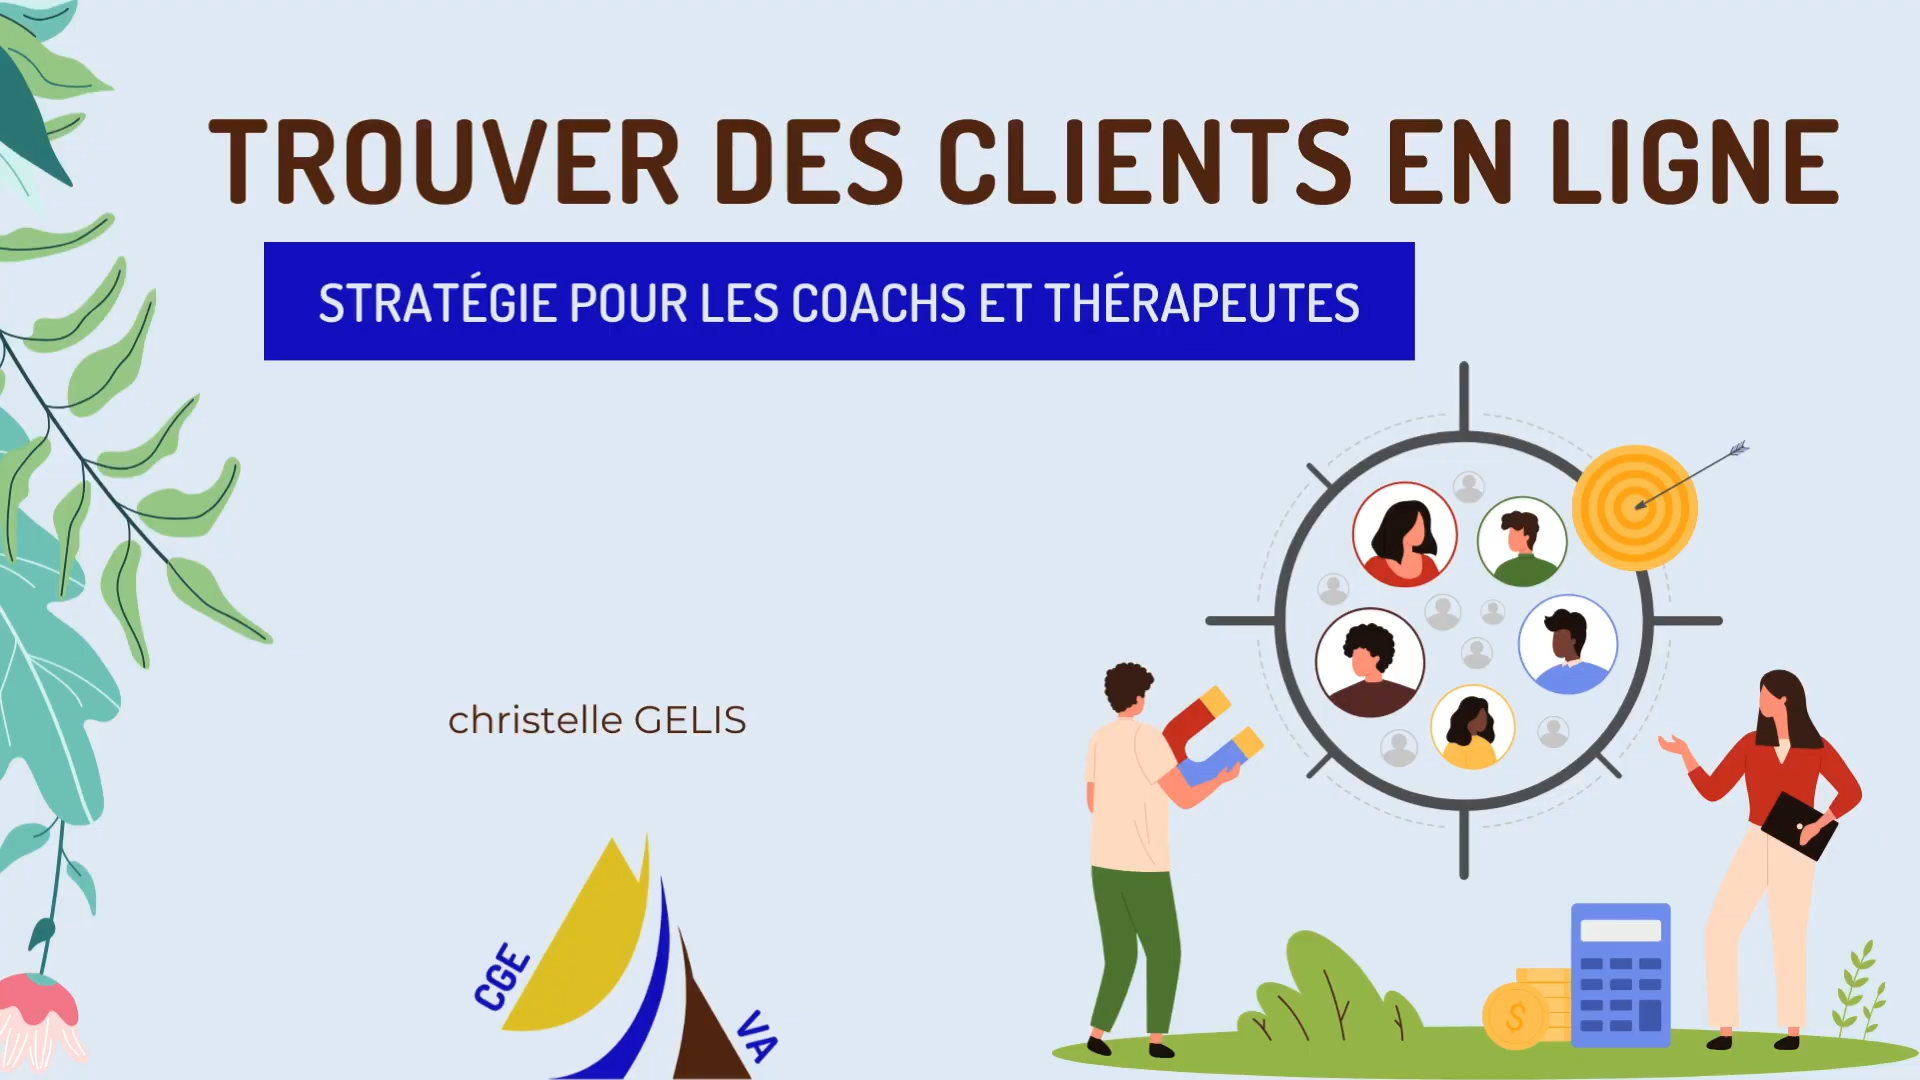 TROUVER DES CLIENTS EN LIGNE
STRATÉGIE POUR LES COACHS ET THÉRAPEUTES
christelle GELIS
CGE
VA
$